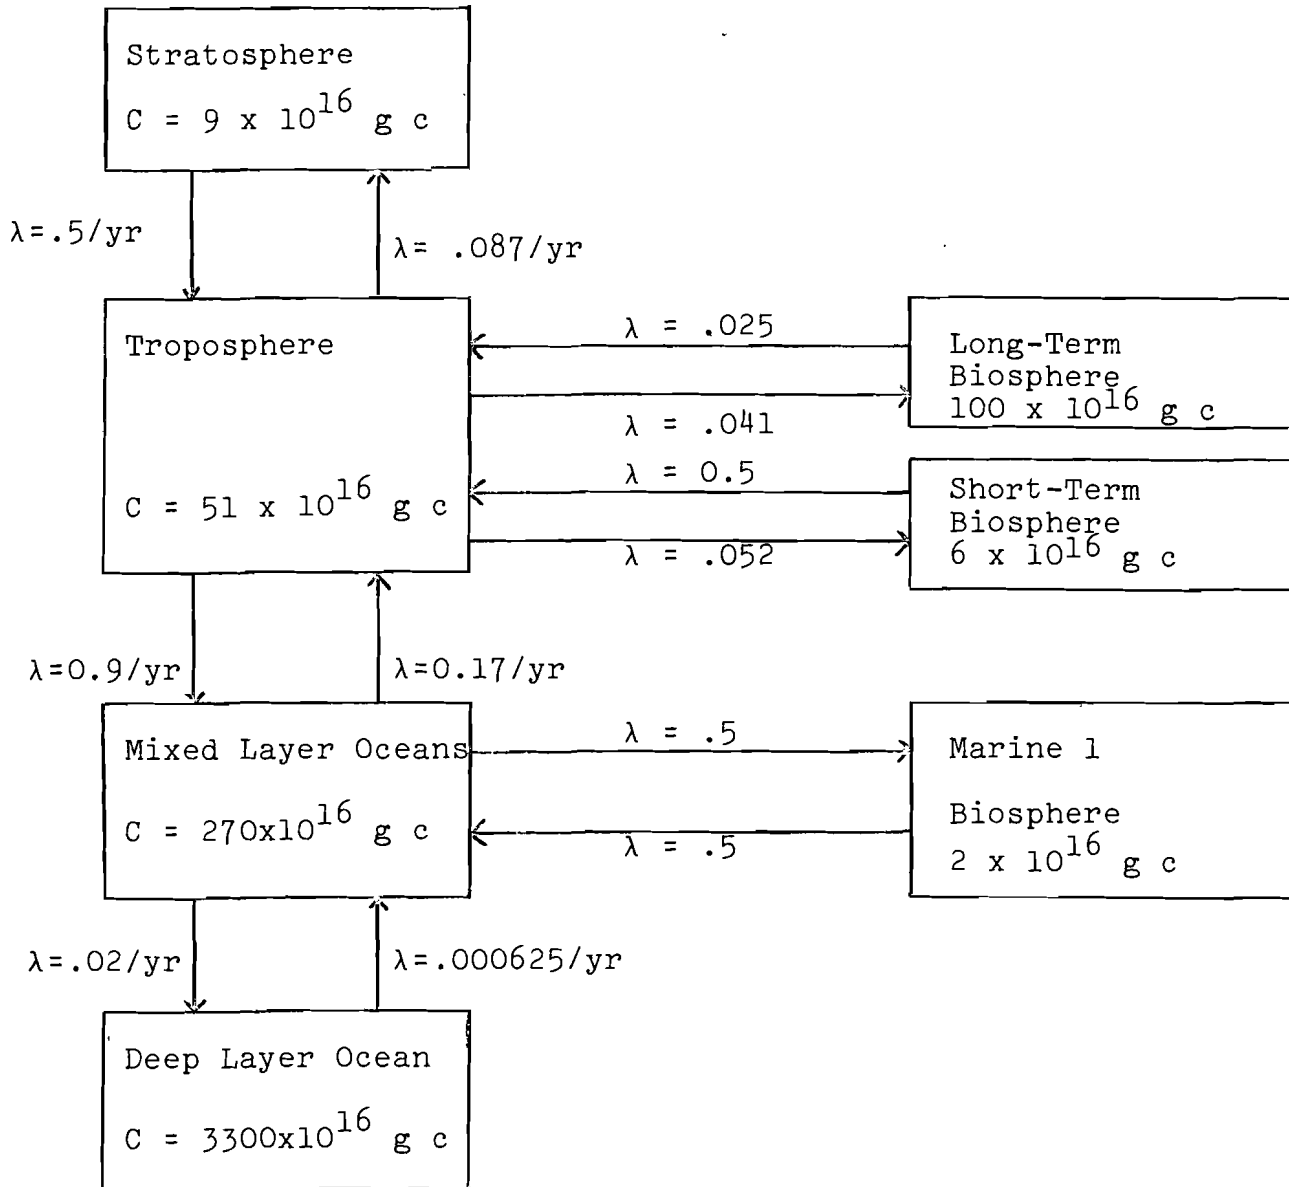 Stratosphere
C = 9 x 10^16 g c
λ=.5/yr
λ= .087/yr
Troposphere
C = 51 x 10^16 g c
λ = .025
λ = .041
λ = 0.5
λ = .052
Long-Term
Biosphere
100 x 10^16 g c
Short-Term
Biosphere
6 x 10^16 g c
λ=0.9/yr
λ=0.17/yr
Mixed Layer Oceans
C = 270x10^16 g c
λ = .5
λ = .5
Marine l
Biosphere
2 x 10^16 g c
λ=.02/yr
λ=.000625/yr
Deep Layer Ocean
C = 3300x10^16 g c